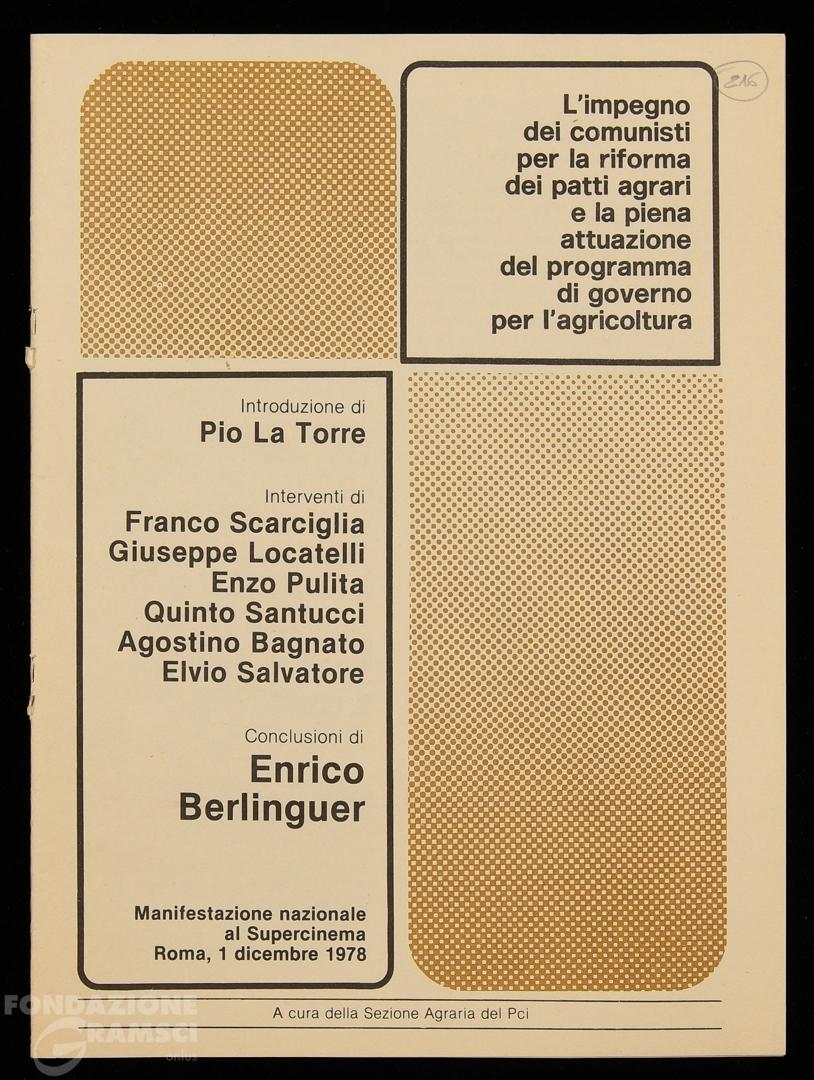 L'impegno
dei comunisti
per la riforma
dei patti agrari
e la piena
attuazione
del programma
di governo
per l'agricoltura
216
Introduzione di
Pio La Torre
Interventi di
Franco Scarciglia
Giuseppe Locatelli
Enzo Pulita
Quinto Santucci
Agostino Bagnato
Elvio Salvatore
Conclusioni di
Enrico
Berlinguer
Manifestazione nazionale
al Supercinema
Roma, 1 dicembre 1978
A cura della Sezione Agraria del Pci
FONDAZIONE
GRAMSCI
onlus